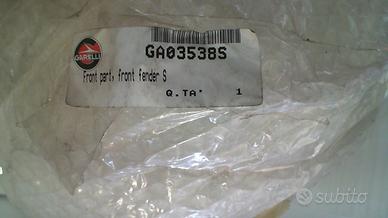 GARELLI
GA03538S
Front part, front fender S
Q.TA' 1
subito